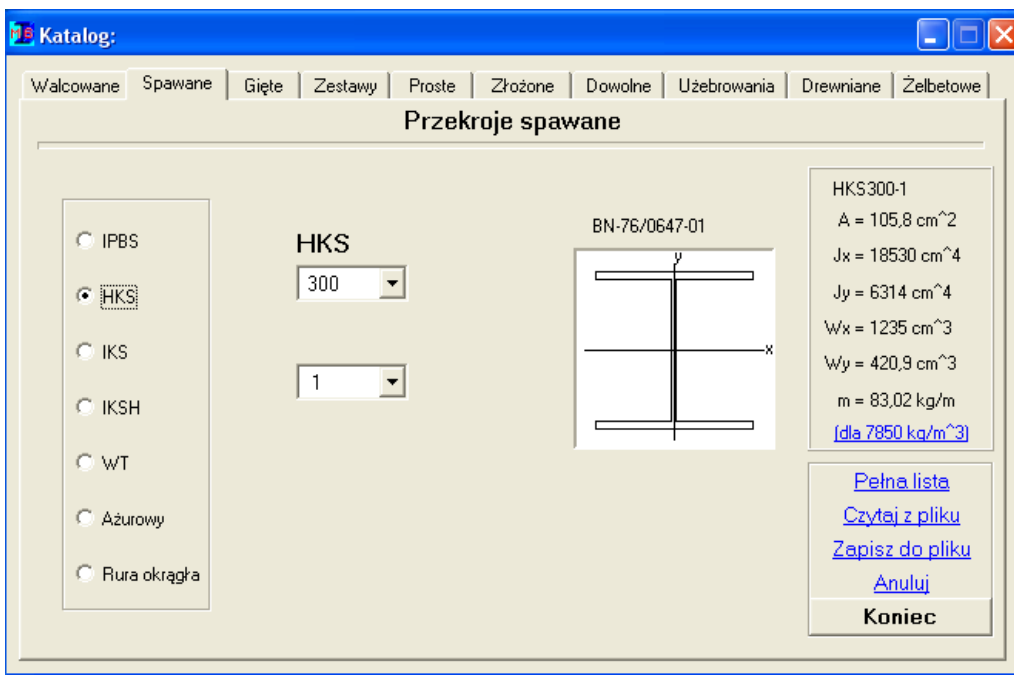 Katalog:
Walcowane Spawane Gięte Zestawy Proste Złożone Dowolne Użebrowania Drewniane Żelbetowe
Przekroje spawane
IPBS
HKS
IKS
IKSH
WT
Ażurowy
Rura okrągła
HKS
300
1
BN-76/0647-01
y
x
HKS300-1
A = 105,8 cm^2
Jx = 18530 cm^4
Jy = 6314 cm^4
Wx = 1235 cm^3
Wy = 420,9 cm^3
m = 83,02 kg/m
(dla 7850 kg/m^3)
Pełna lista
Czytaj z pliku
Zapisz do pliku
Anuluj
Koniec